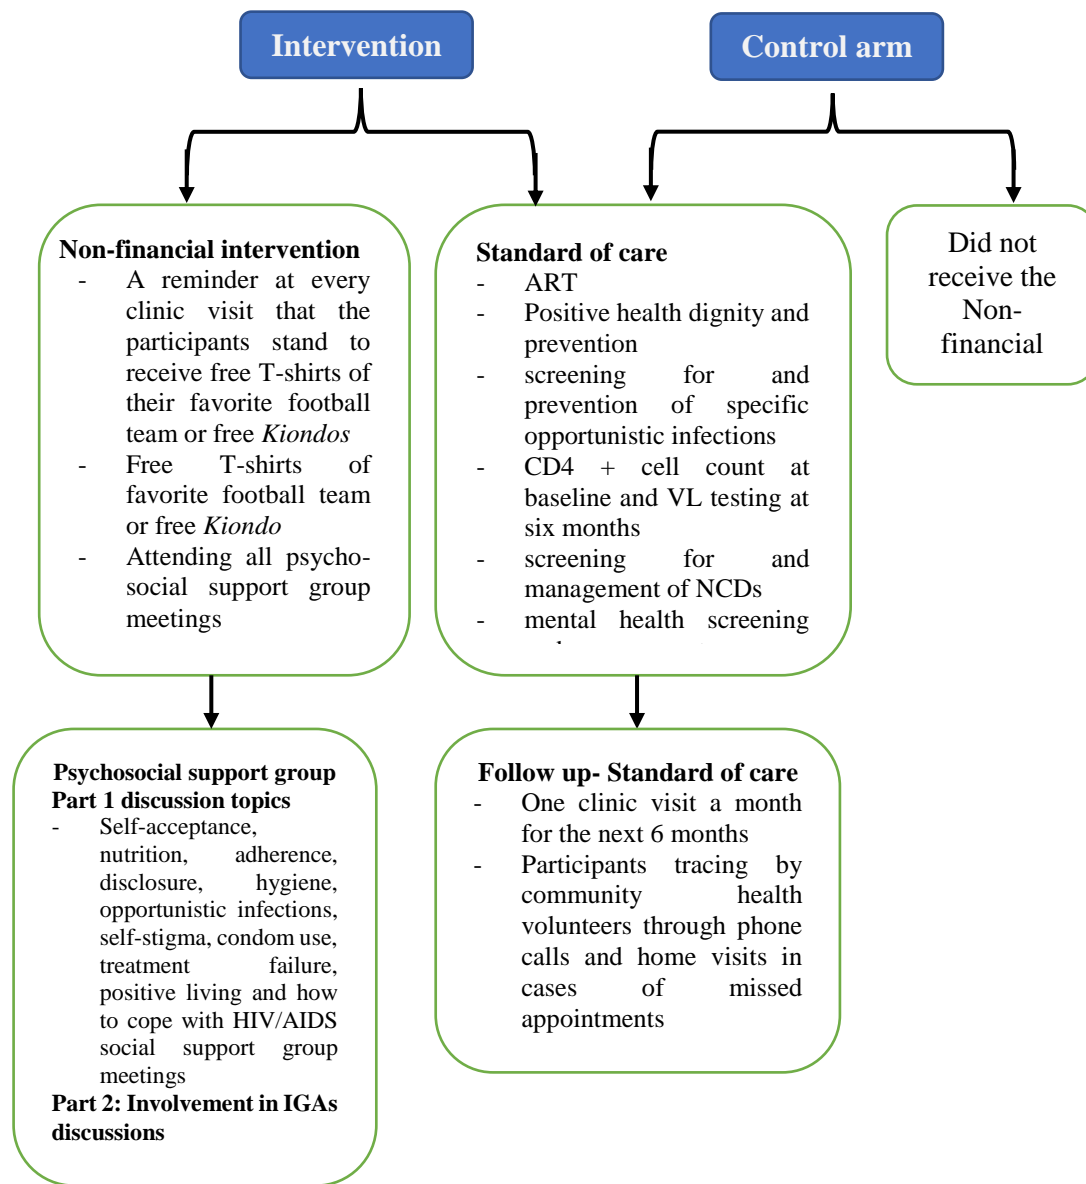 Intervention
Control arm
Non-financial intervention
- A reminder at every
clinic visit that the
participants stand to
receive free T-shirts of
their favorite football
team or free Kiondos
- Free T-shirts of
favorite football team
or free Kiondo
- Attending all psycho-
social support group
meetings
Standard of care
- ART
- Positive health dignity and
prevention
- screening for and
prevention of specific
opportunistic infections
- CD4 + cell count at
baseline and VL testing at
six months
- screening for and
management of NCDs
- mental health screening
Did not
receive the
Non-
financial
Psychosocial support group
Part 1 discussion topics
- Self-acceptance,
nutrition, adherence,
disclosure, hygiene,
opportunistic infections,
self-stigma, condom use,
treatment failure,
positive living and how
to cope with HIV/AIDS
social support group
meetings
Part 2: Involvement in IGAs
discussions
Follow up- Standard of care
- One clinic visit a month
for the next 6 months
- Participants tracing by
community health
volunteers through phone
calls and home visits in
cases of missed
appointments